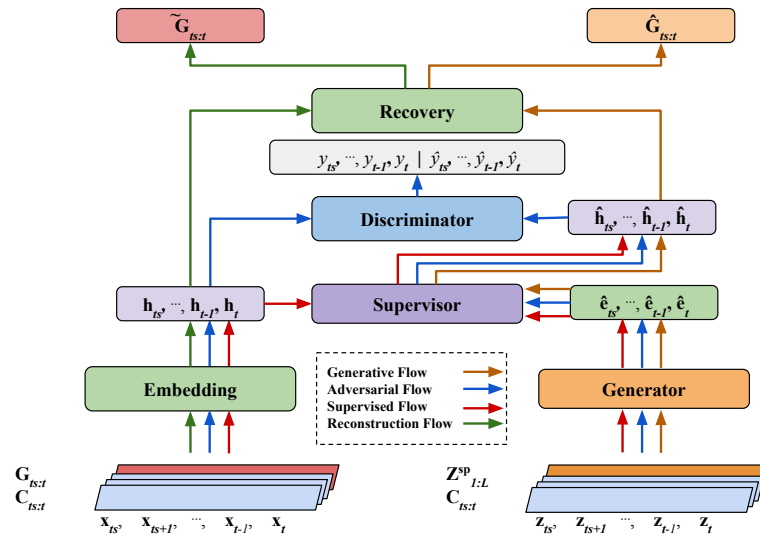 G̃ts:t
Ĝts:t
Recovery
yts, ···, yt-1, yt | ŷts, ···, ŷt-1, ŷt
Discriminator
ĥts, ···, ĥt-1, ĥt
hts, ···, ht-1, ht
Supervisor
êts, ···, êt-1, êt
Embedding
Generative Flow
Adversarial Flow
Supervised Flow
Reconstruction Flow
Generator
Gts:t
Cts:t
xts, xts+1, ···, xt-1, xt
Zsp1:L
Cts:t
zts, zts+1 ···, zt-1, zt